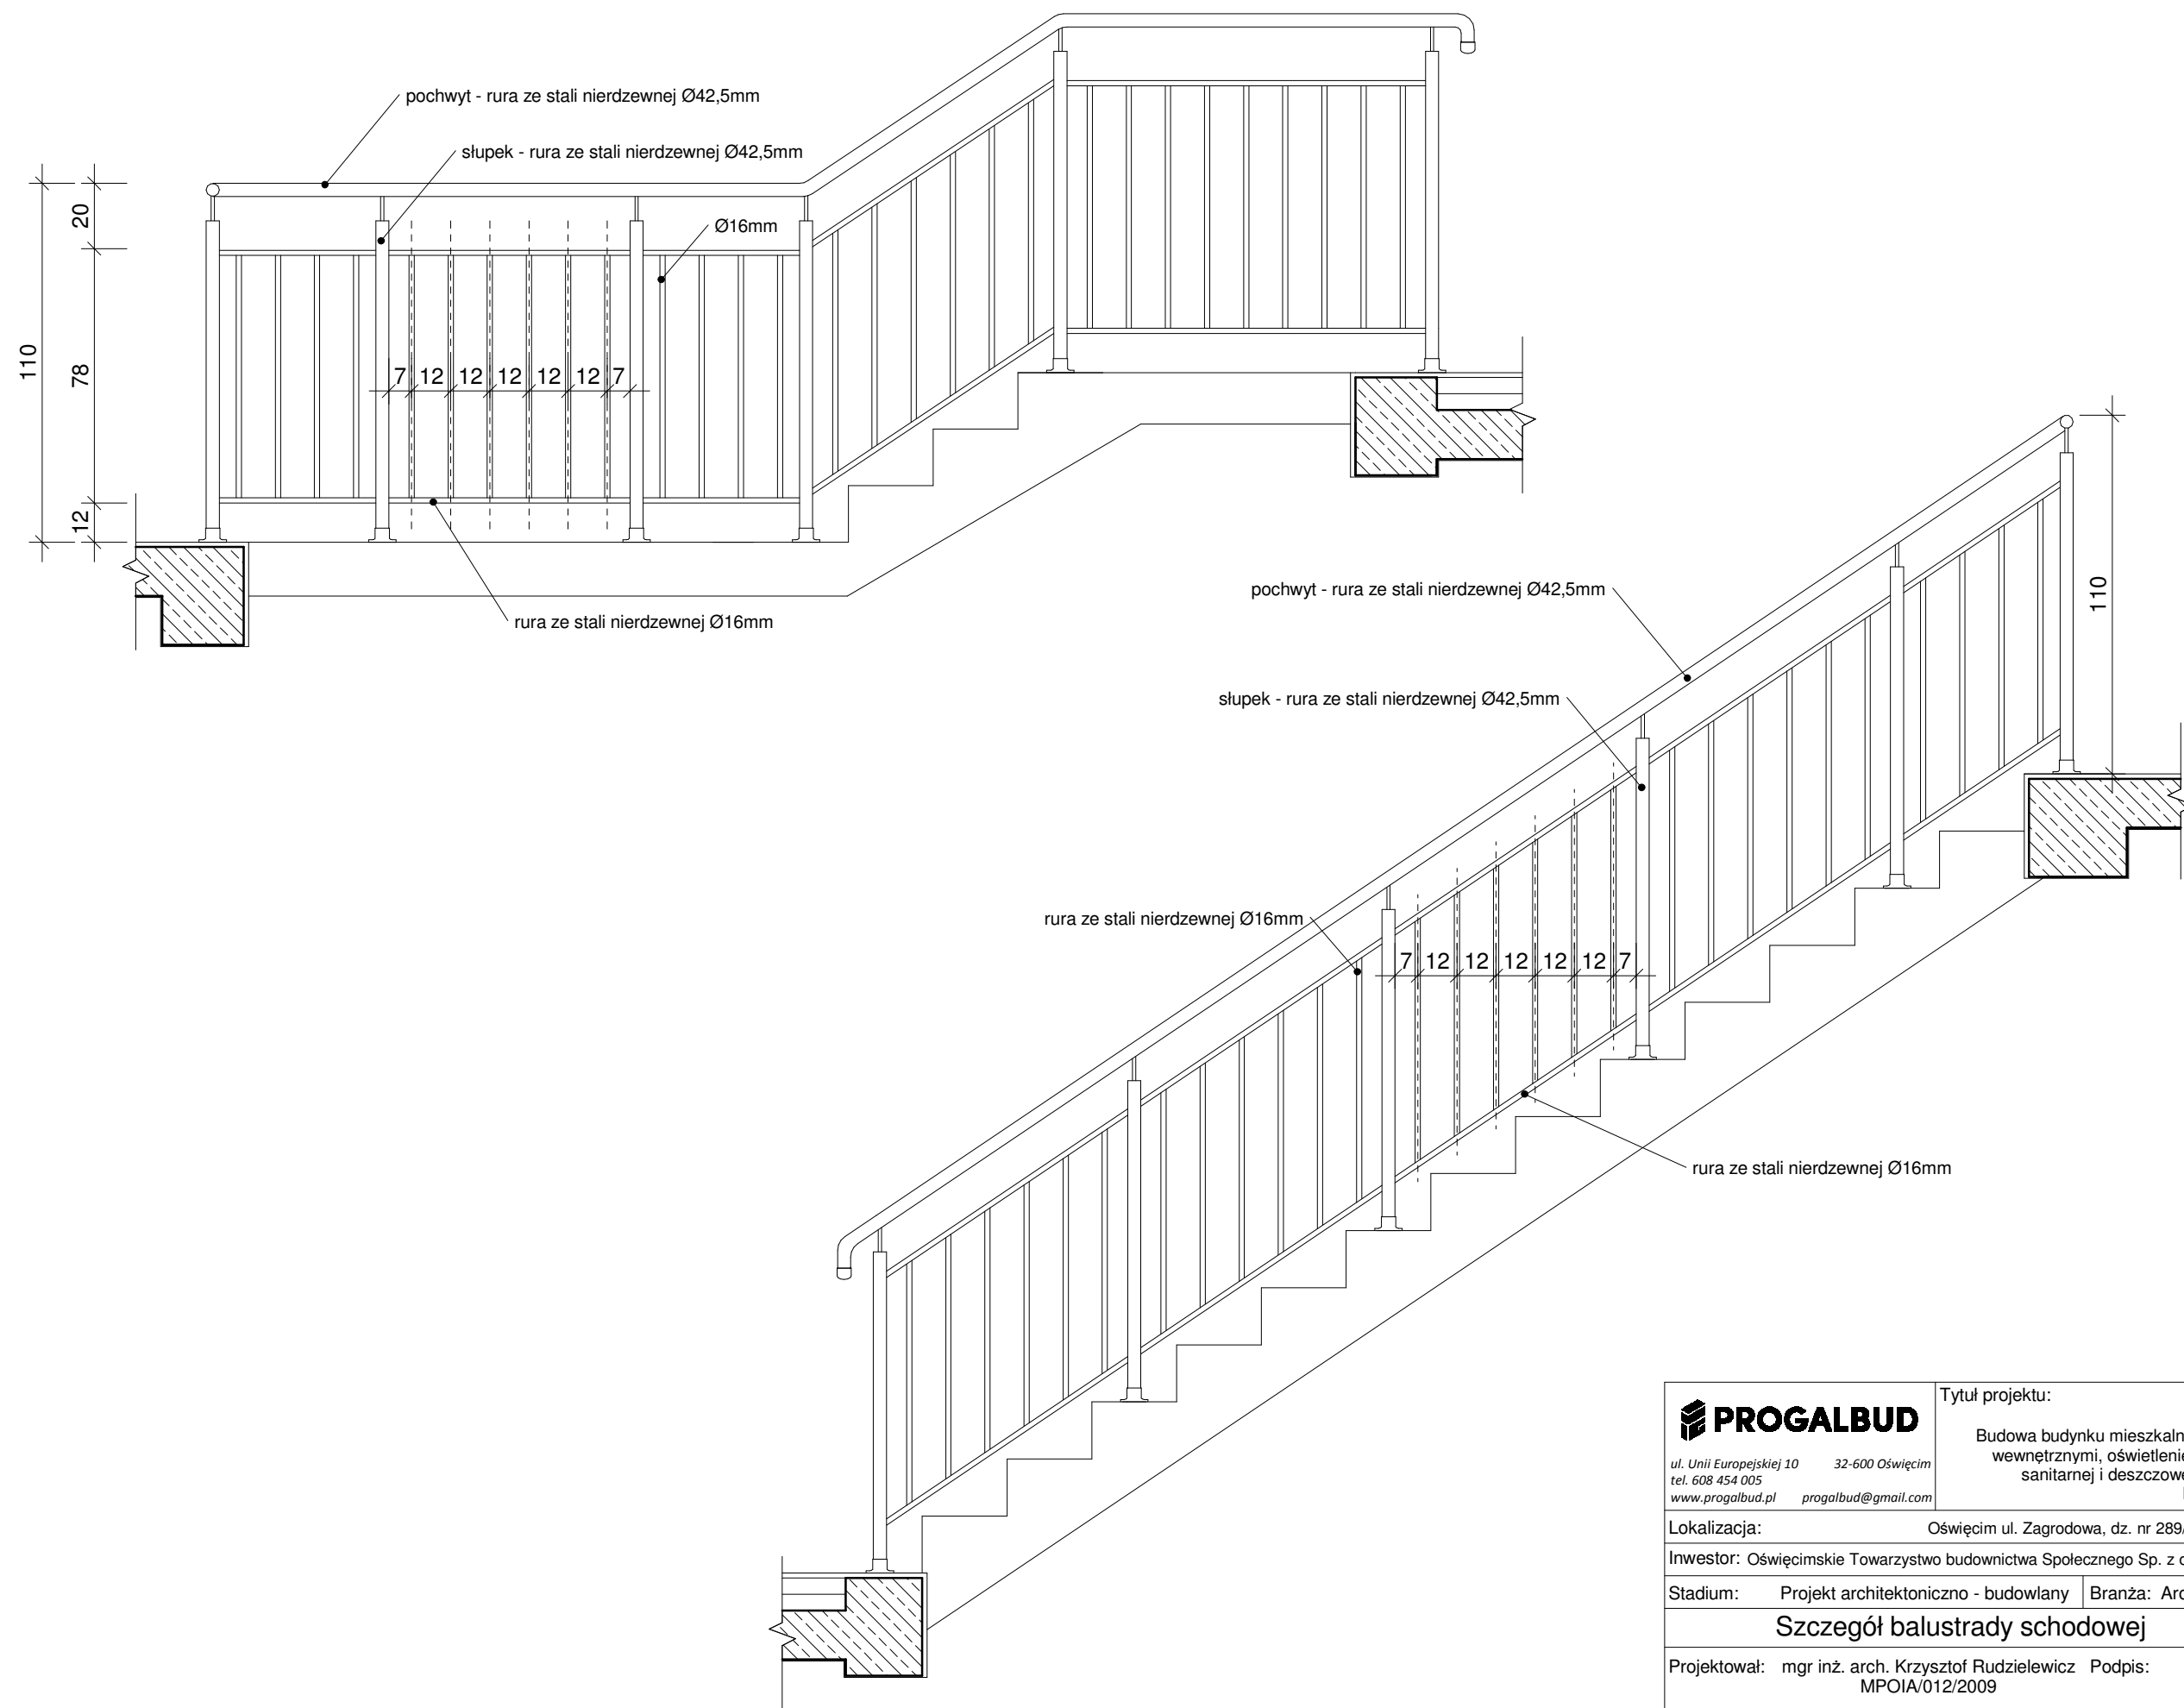 pochwyt - rura ze stali nierdzewnej Ø42,5mm
słupek - rura ze stali nierdzewnej Ø42,5mm
Ø16mm
110
20
78
12
7 12 12 12 12 12 7
rura ze stali nierdzewnej Ø16mm
pochwyt - rura ze stali nierdzewnej Ø42,5mm
słupek - rura ze stali nierdzewnej Ø42,5mm
110
rura ze stali nierdzewnej Ø16mm
7 12 12 12 12 12 7
rura ze stali nierdzewnej Ø16mm
PROGALBUD
ul. Unii Europejskiej 10 32-600 Oświęcim
tel. 608 454 005
www.progalbud.pl progalbud@gmail.com
Tytuł projektu:
Budowa budynku mieszkaln
wewnętrznymi, oświetleni
sanitarnej i deszczow
Lokalizacja: Oświęcim ul. Zagrodowa, dz. nr 289/
Inwestor: Oświęcimskie Towarzystwo budownictwa Społecznego Sp. z
Stadium: Projekt architektoniczno - budowlany Branża:
Szczegół balustrady schodowej
Projektował: mgr inż. arch. Krzysztof Rudzielewicz Podpis:
MPOIA/012/2009